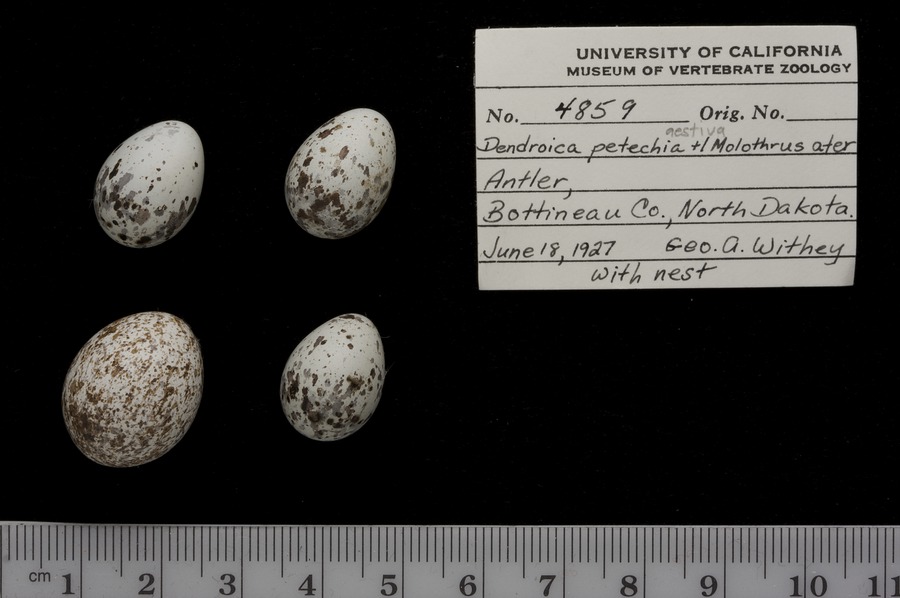 UNIVERSITY OF CALIFORNIA
MUSEUM OF VERTEBRATE ZOOLOGY
No. 4859 Orig. No.
aestiva
Dendroica petechia +1 Molothrus ater
Antler,
Bottineau Co., North Dakota.
June 18, 1927 Geo. A. Withey
with nest
cm 1 2 3 4 5 6 7 8 9 10 11